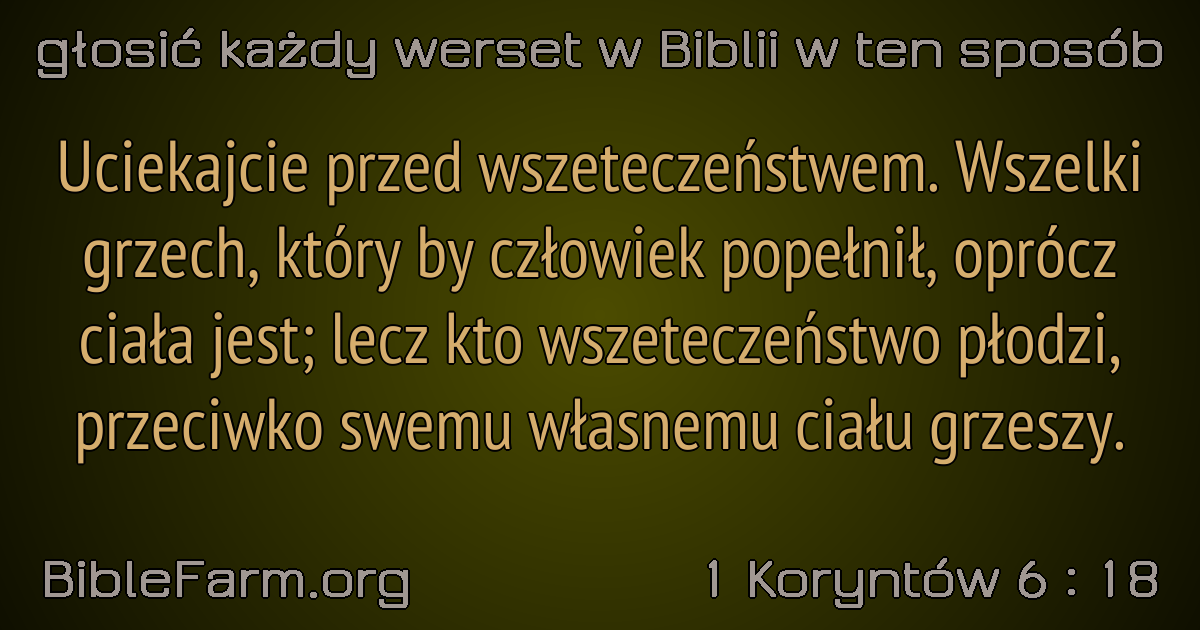 głosić każdy werset w Biblii w ten sposób
Uciekajcie przed wszeteczeństwem. Wszelki
grzech, który by człowiek popełnił, oprócz
ciała jest; lecz kto wszeteczeństwo płodzi,
przeciwko swemu własnemu ciału grzeszy.
BibleFarm.org
1 Koryntów 6 : 18